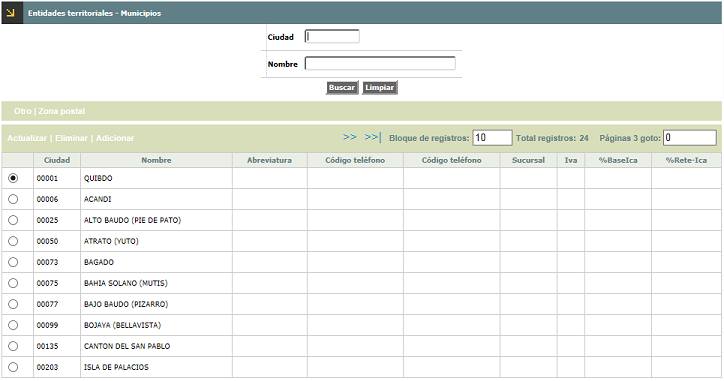 Entidades territoriales - Municipios
Ciudad
Nombre
Buscar Limpiar
Otro | Zona postal
Actualizar | Eliminar | Adicionar >> >>| Bloque de registros: 10 Total registros: 24 Páginas 3 goto: 0
Ciudad Nombre Abreviatura Código teléfono Código teléfono Sucursal Iva %BaseIca %Rete-Ica
00001 QUIBDO
00006 ACANDI
00025 ALTO BAUDO (PIE DE PATO)
00050 ATRATO (YUTO)
00073 BAGADO
00075 BAHIA SOLANO (MUTIS)
00077 BAJO BAUDO (PIZARRO)
00099 BOJAYA (BELLAVISTA)
00135 CANTON DEL SAN PABLO
00203 ISLA DE PALACIOS